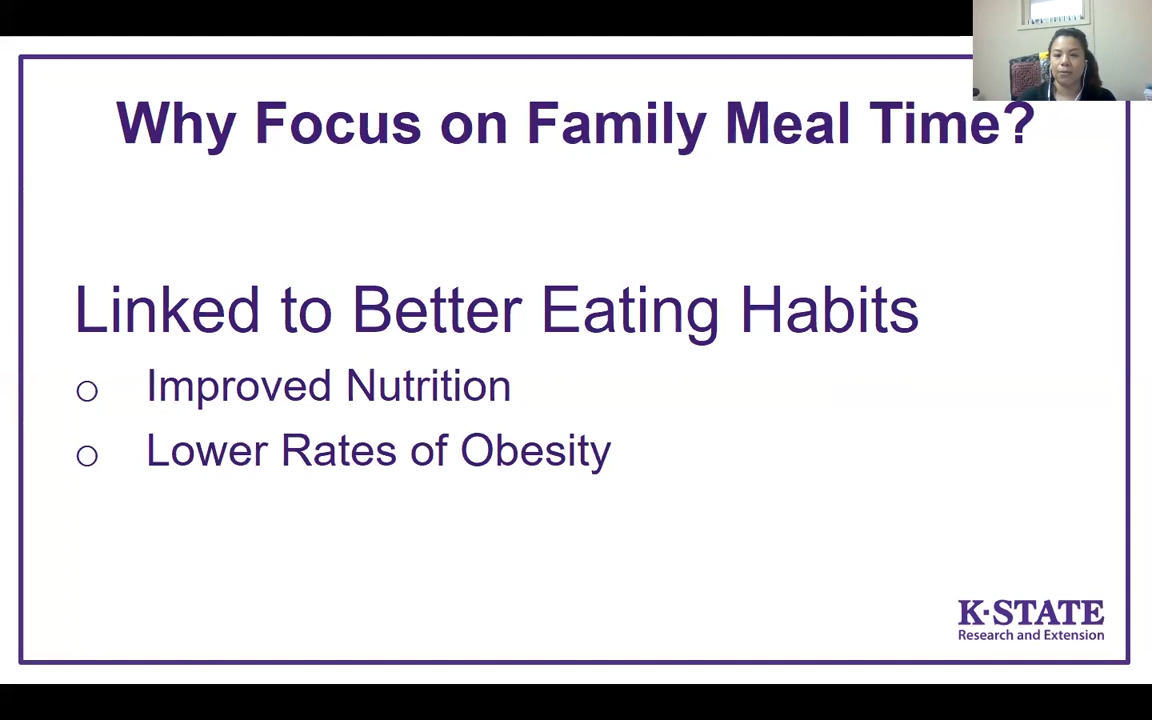 Why Focus on Family Meal Time?
Linked to Better Eating Habits
o Improved Nutrition
o Lower Rates of Obesity
K·STATE
Research and Extension